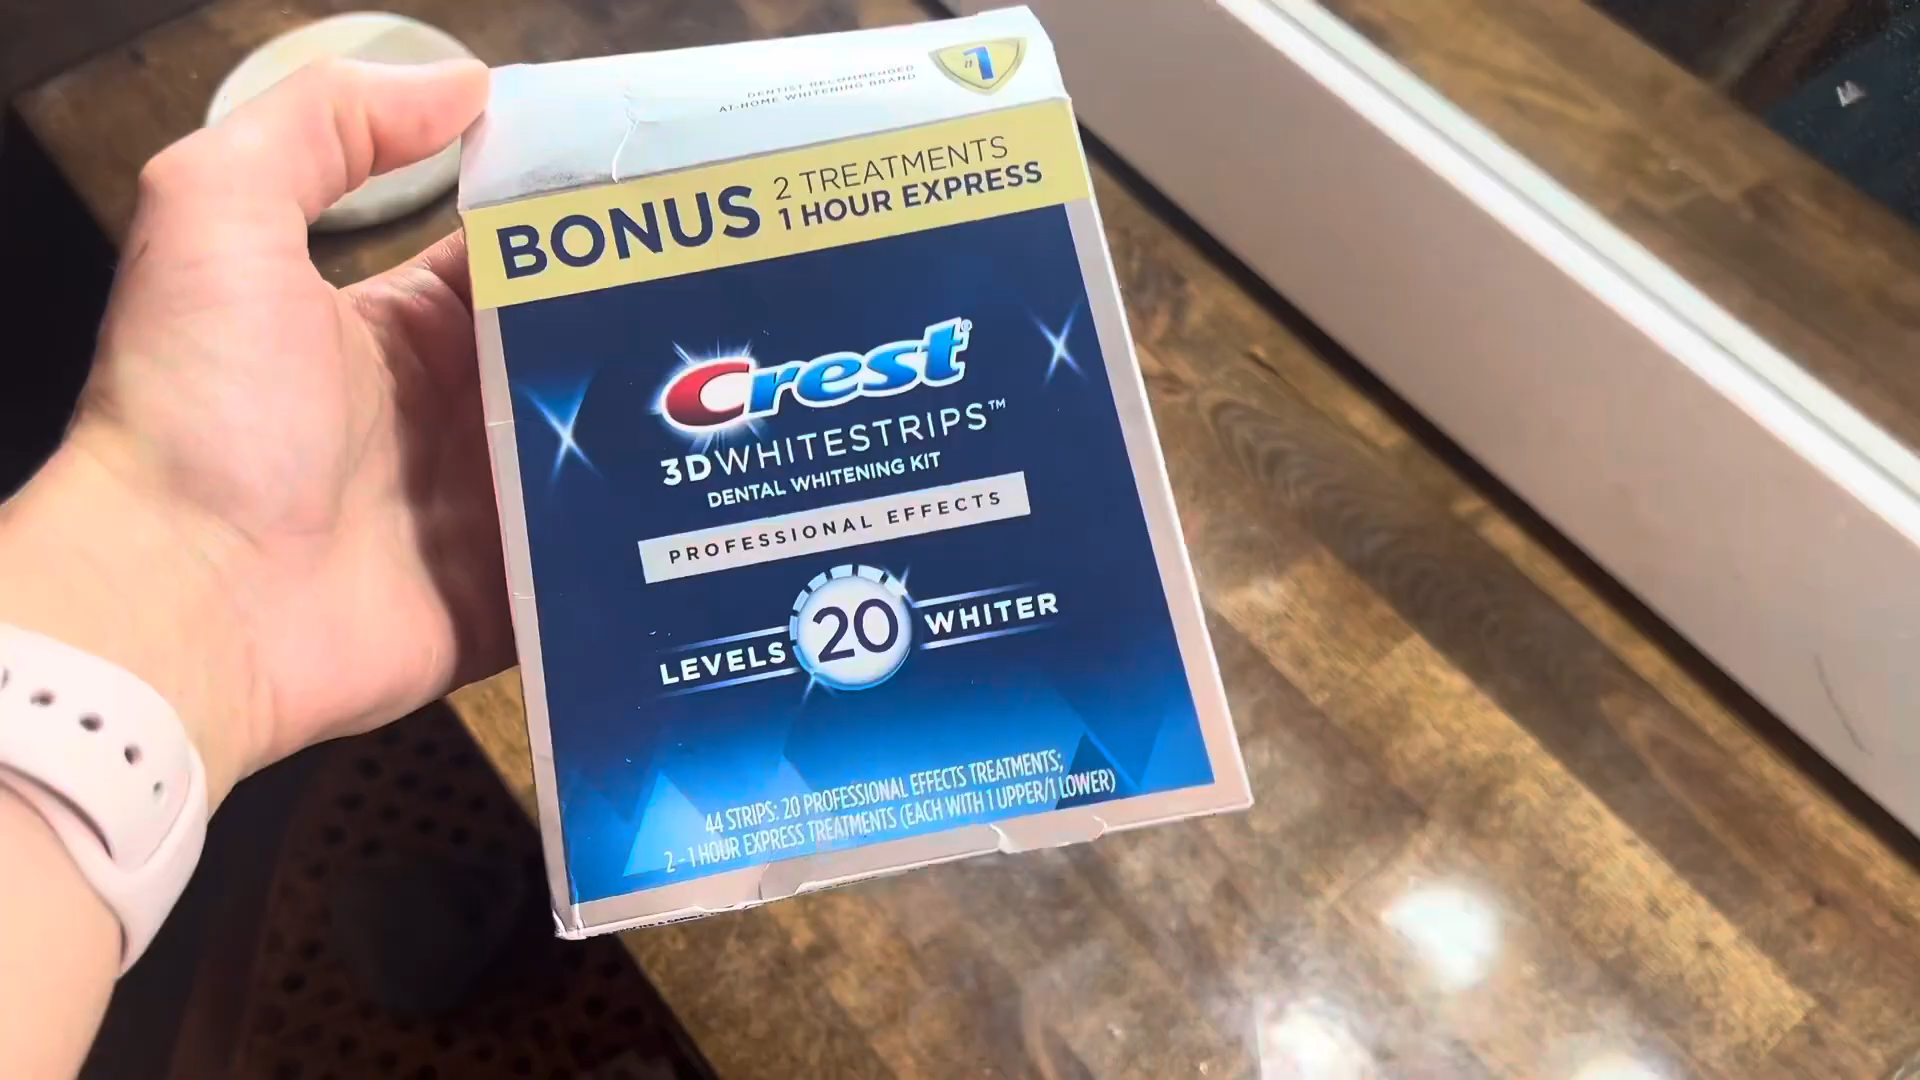 #1
DENTIST RECOMMENDED
AT-HOME WHITENING BRAND
BONUS
2 TREATMENTS
1 HOUR EXPRESS
Crest®
3DWHITESTRIPS™
DENTAL WHITENING KIT
PROFESSIONAL EFFECTS
LEVELS 20 WHITER
44 STRIPS: 20 PROFESSIONAL EFFECTS TREATMENTS;
2 - 1 HOUR EXPRESS TREATMENTS (EACH WITH 1 UPPER/1 LOWER)